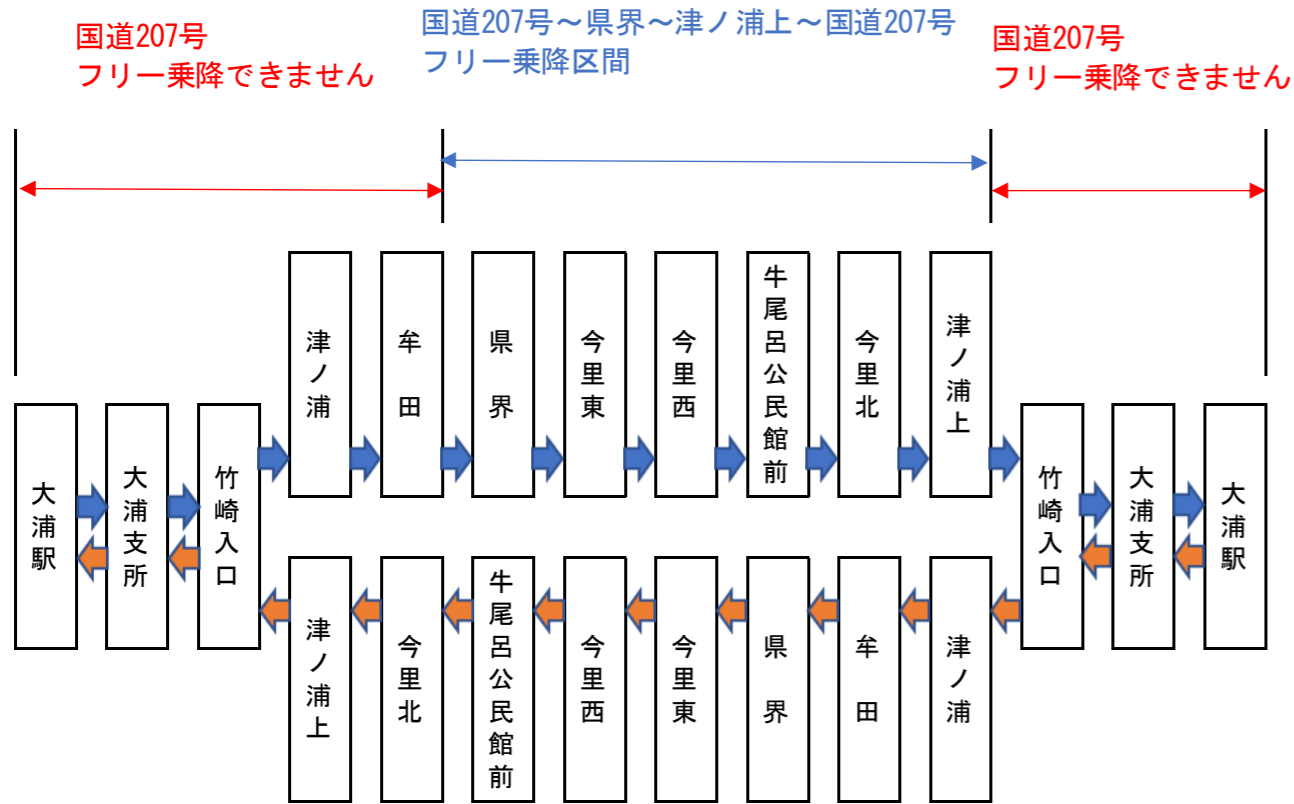 国道207号
フリー乗降できません
国道207号～県界～津ノ浦上～国道207号
フリー乗降区間
国道207号
フリー乗降できません
大浦駅
大浦支所
竹崎入口
津ノ浦
牟田
県界
今里東
今里西
牛尾呂公民館前
今里北
津ノ浦上
竹崎入口
大浦支所
大浦駅
津ノ浦上
今里北
牛尾呂公民館前
今里西
今里東
県界
牟田
津ノ浦